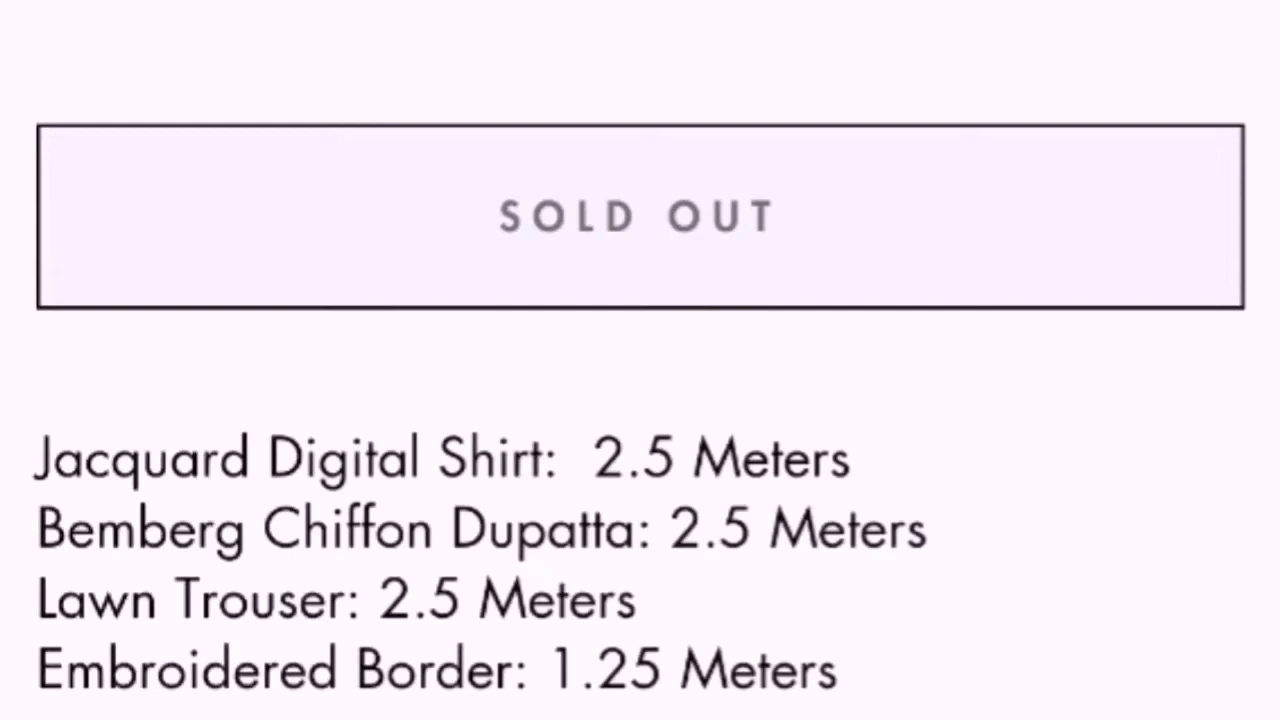 SOLD OUT
Jacquard Digital Shirt:  2.5 Meters
Bemberg Chiffon Dupatta: 2.5 Meters
Lawn Trouser: 2.5 Meters
Embroidered Border: 1.25 Meters